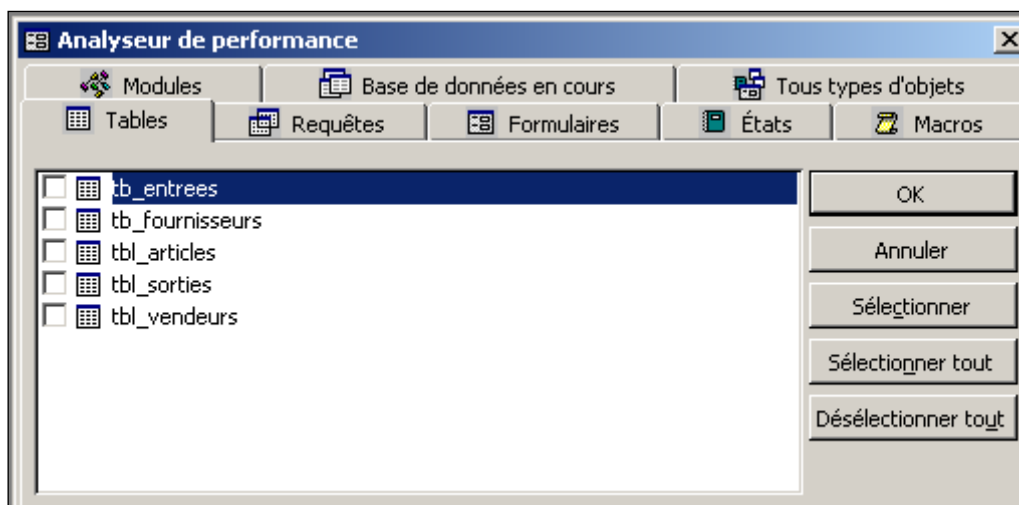 Analyseur de performance
Modules Base de données en cours Tous types d'objets
Tables Requêtes Formulaires États Macros
tb_entrees
tb_fournisseurs
tbl_articles
tbl_sorties
tbl_vendeurs
OK
Annuler
Sélectionner
Sélectionner tout
Désélectionner tout